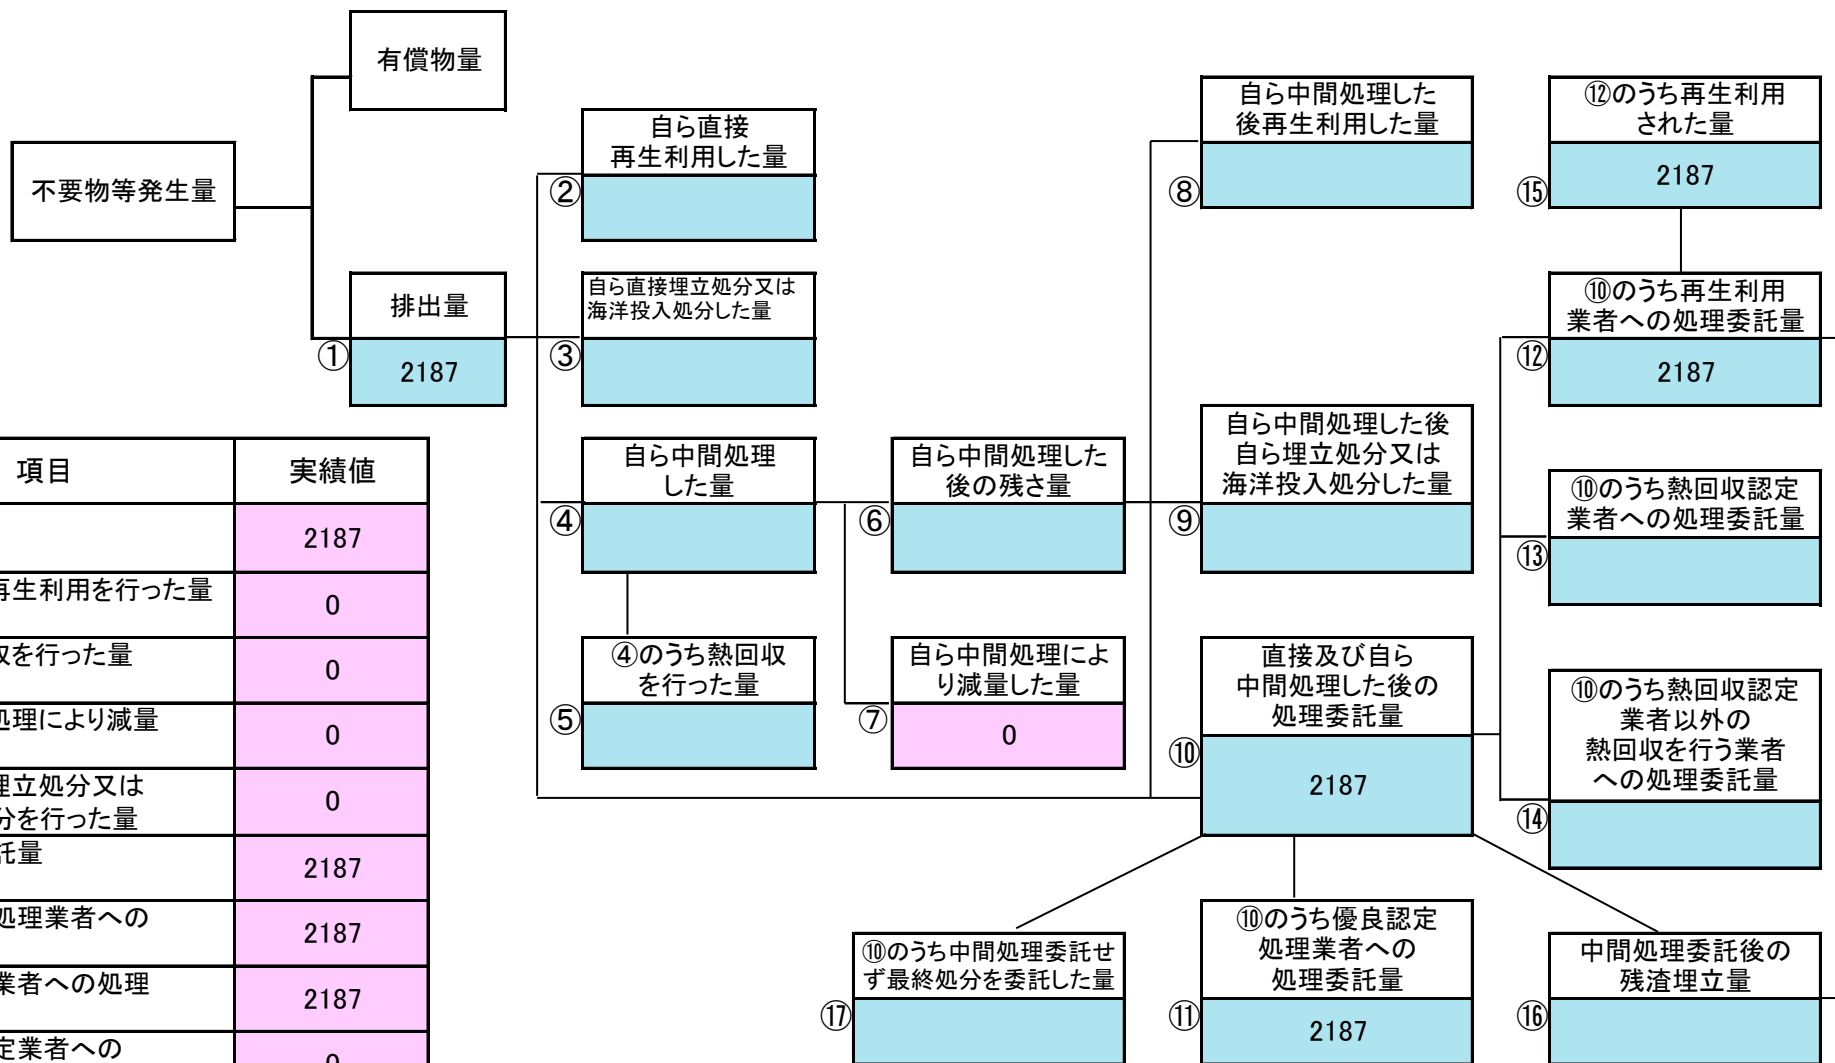 有償物量
不要物等発生量
排出量
①
2187
自ら直接
再生利用した量
②
自ら直接埋立処分又は
海洋投入処分した量
③
自ら中間処理
した量
④
④のうち熱回収
を行った量
⑤
自ら中間処理した
後の残さ量
⑥
自ら中間処理によ
り減量した量
⑦
0
自ら中間処理した
後再生利用した量
⑧
自ら中間処理した後
自ら埋立処分又は
海洋投入処分した量
⑨
直接及び自ら
中間処理した後の
処理委託量
⑩
2187
⑩のうち優良認定
処理業者への
処理委託量
⑪
2187
⑫のうち再生利用
された量
⑮
2187
⑩のうち再生利用
業者への処理委託量
⑫
2187
⑩のうち熱回収認定
業者への処理委託量
⑬
⑩のうち熱回収認定
業者以外の
熱回収を行う業者
への処理委託量
⑭
⑩のうち中間処理委託せ
ず最終処分を委託した量
⑰
中間処理委託後の
残渣埋立量
⑯
項目 実績値
2187
再生利用を行った量
0
収を行った量
0
処理により減量
0
埋立処分又は
分を行った量
0
託量
2187
処理業者への
2187
業者への処理
2187
定業者への
0